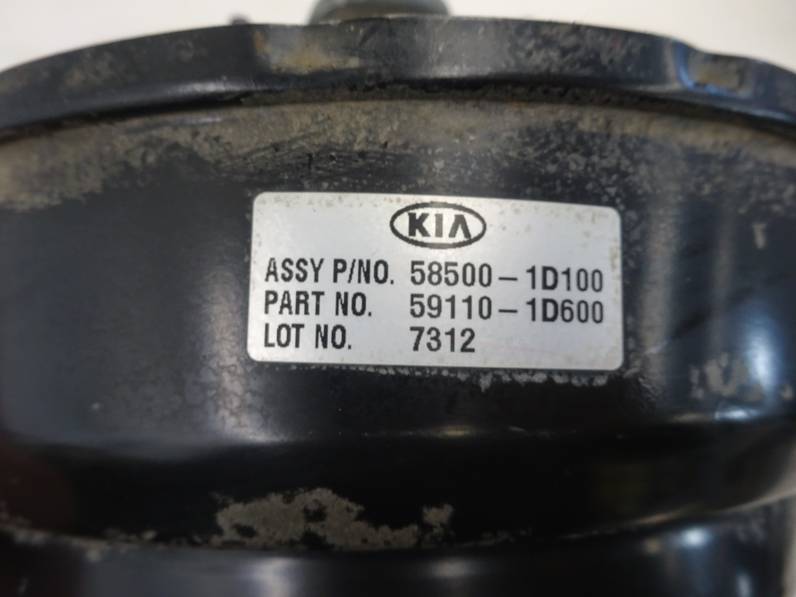 KIA
ASSY P/NO. 58500-1D100
PART NO. 59110-1D600
LOT NO. 7312